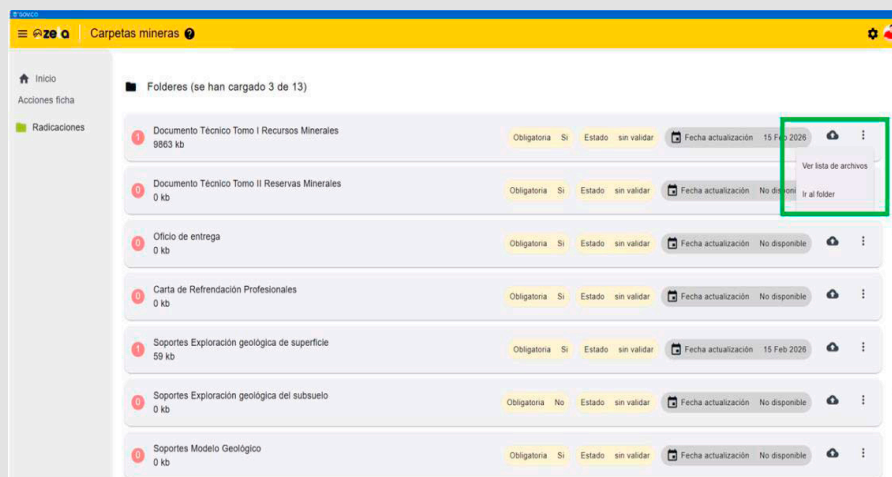 GOV.CO
zela Carpetas mineras ?
Inicio
Acciones ficha
Radicaciones
Folderes (se han cargado 3 de 13)
1 Documento Técnico Tomo I Recursos Minerales Obligatoria Si Estado sin validar Fecha actualización 15 Feb 2026
9863 kb
Ver lista de archivos
Ir al folder
0 Documento Técnico Tomo II Reservas Minerales Obligatoria Si Estado sin validar Fecha actualización
0 kb
0 Oficio de entrega Obligatoria Si Estado sin validar Fecha actualización No disponible
0 kb
0 Carta de Refrendación Profesionales Obligatoria Si Estado sin validar Fecha actualización No disponible
0 kb
1 Soportes Exploración geológica de superficie Obligatoria Si Estado sin validar Fecha actualización 15 Feb 2026
59 kb
0 Soportes Exploración geológica del subsuelo Obligatoria No Estado sin validar Fecha actualización No disponible
0 kb
0 Soportes Modelo Geológico Obligatoria Si Estado sin validar Fecha actualización No disponible
0 kb